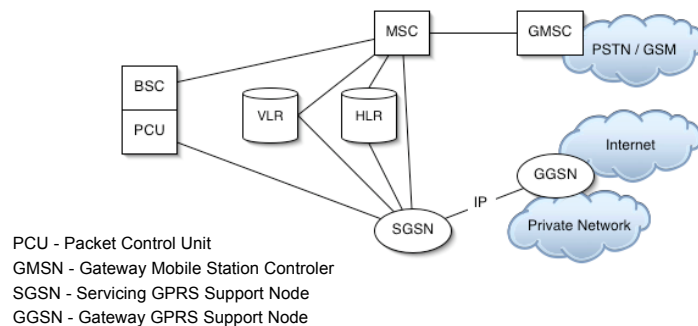 MSC
GMSC
PSTN / GSM
BSC
PCU
VLR
HLR
Internet
GGSN
IP
Private Network
SGSN
PCU - Packet Control Unit
GMSN - Gateway Mobile Station Controler
SGSN - Servicing GPRS Support Node
GGSN - Gateway GPRS Support Node